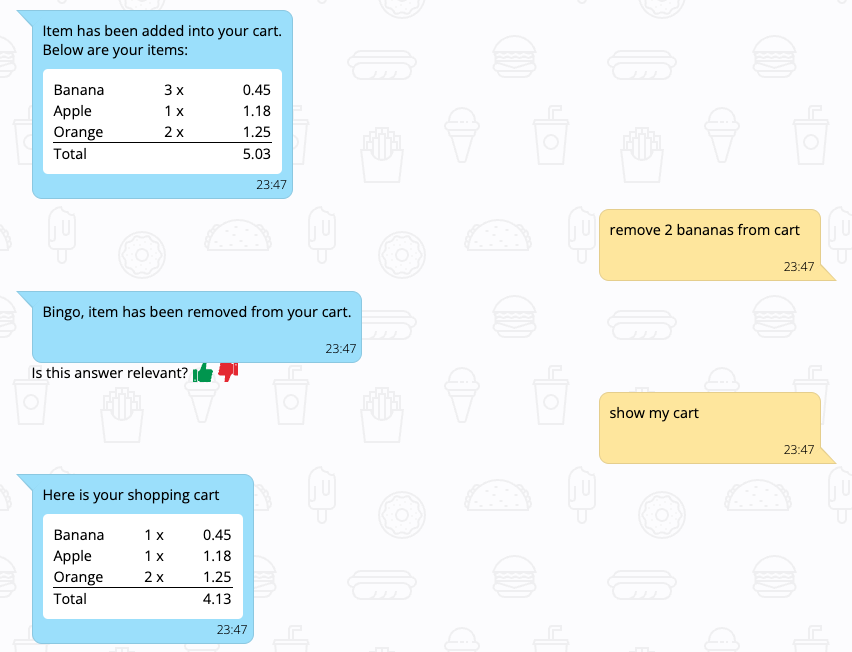 Item has been added into your cart.
Below are your items:
Banana 3 x 0.45
Apple 1 x 1.18
Orange 2 x 1.25
Total 5.03
23:47
remove 2 bananas from cart
23:47
Bingo, item has been removed from your cart.
23:47
Is this answer relevant?
show my cart
23:47
Here is your shopping cart
Banana 1 x 0.45
Apple 1 x 1.18
Orange 2 x 1.25
Total 4.13
23:47